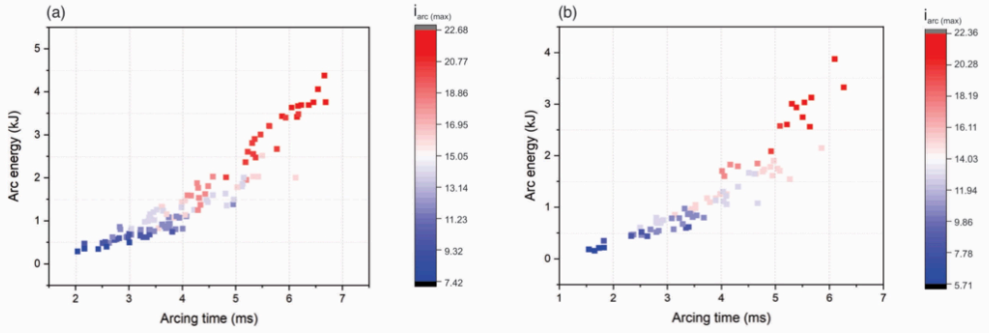 (a)
i arc (max)
22.68
20.77
18.86
16.95
15.05
13.14
11.23
9.32
7.42
Arc energy (kJ)
5
4
3
2
1
0
2 3 4 5 6 7
Arcing time (ms)
(b)
i arc (max)
22.36
20.28
18.19
16.11
14.03
11.94
9.86
7.78
5.71
Arc energy (kJ)
4
3
2
1
0
1 2 3 4 5 6 7
Arcing time (ms)